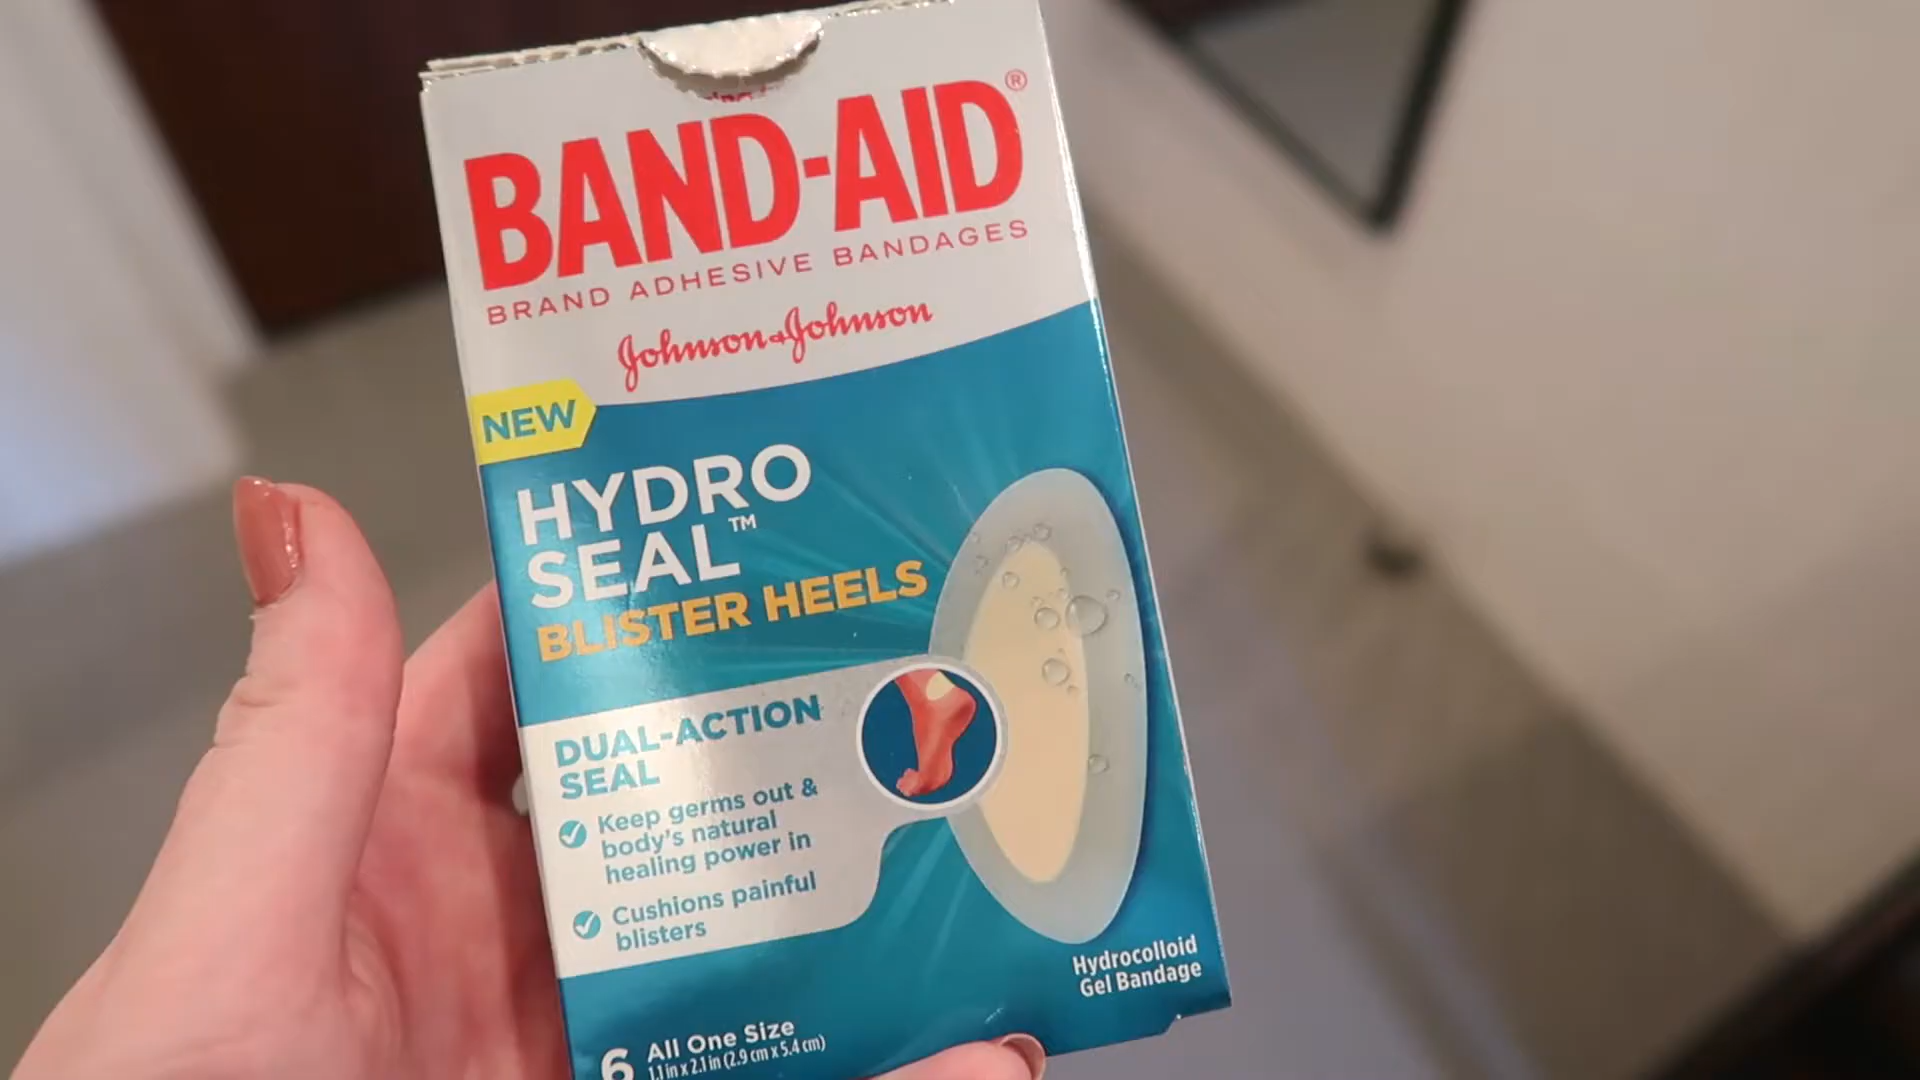 BAND-AID®
BRAND ADHESIVE BANDAGES
Johnson & Johnson
NEW
HYDRO
SEAL™
BLISTER HEELS
DUAL-ACTION
SEAL
Keep germs out &
body's natural
healing power in
Cushions painful
blisters
Hydrocolloid
Gel Bandage
6 All One Size
1.1 in x 2.1 in (2.9 cm x 5.4 cm)